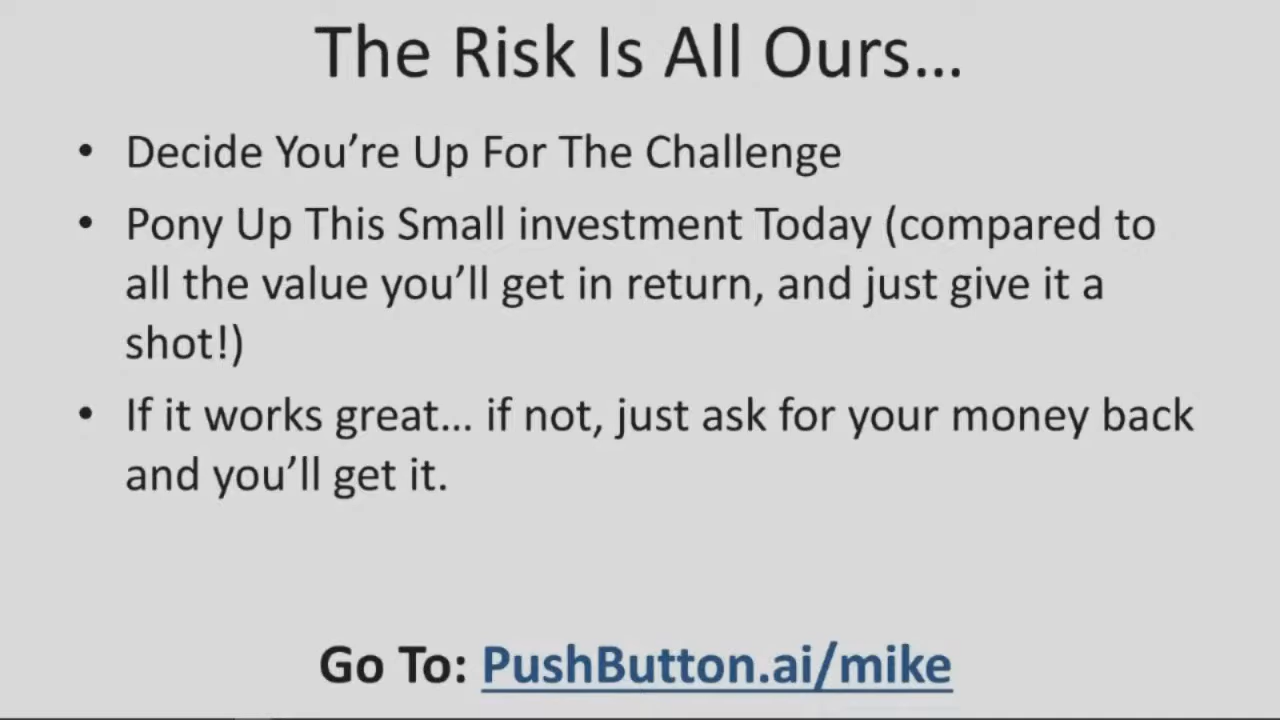 The Risk Is All Ours...
• Decide You’re Up For The Challenge
• Pony Up This Small investment Today (compared to
all the value you’ll get in return, and just give it a
shot!)
• If it works great... if not, just ask for your money back
and you’ll get it.
Go To: PushButton.ai/mike